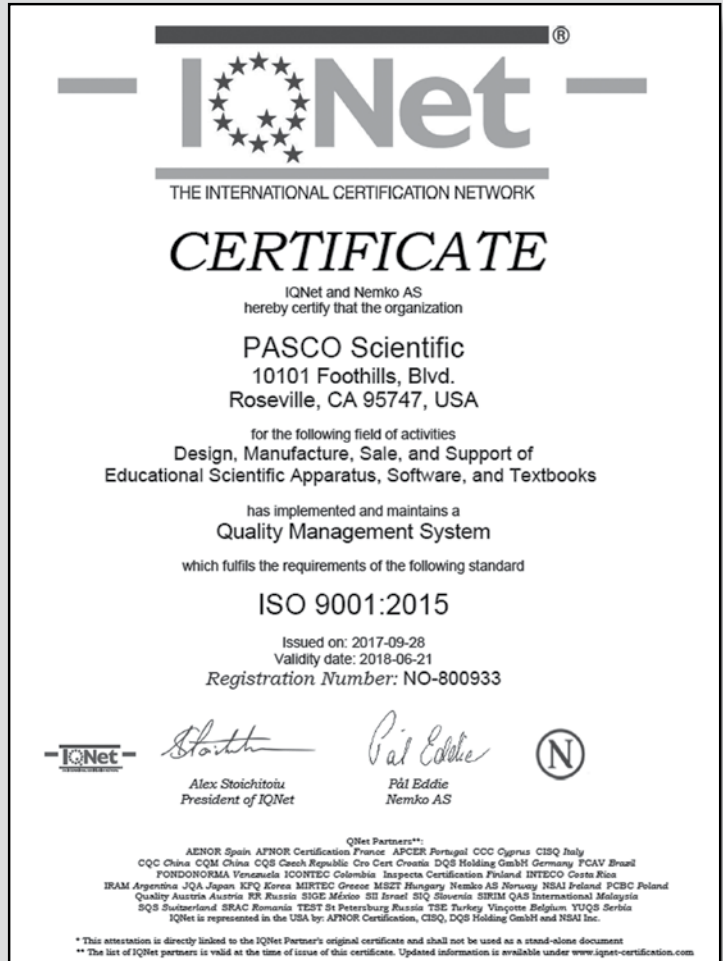 IQNet ®
THE INTERNATIONAL CERTIFICATION NETWORK
CERTIFICATE
IQNet and Nemko AS
hereby certify that the organization
PASCO Scientific
10101 Foothills, Blvd.
Roseville, CA 95747, USA
for the following field of activities
Design, Manufacture, Sale, and Support of
Educational Scientific Apparatus, Software, and Textbooks
has implemented and maintains a
Quality Management System
which fulfils the requirements of the following standard
ISO 9001:2015
Issued on: 2017-09-28
Validity date: 2018-06-21
Registration Number: NO-800933
IQNet
Pål Eddie
N
Alex Stoichitoiu
President of IQNet
Pål Eddie
Nemko AS
QNet Partners**:
AENOR Spain AFNOR Certification France APCER Portugal CCC Cyprus CISQ Italy
CQC China CQM China CQS Czech Republic Cro Cert Croatia DQS Holding GmbH Germany FCAV Brazil
FONDONORMA Venezuela ICONTEC Colombia Inspecta Certification Finland INTECO Costa Rica
IRAM Argentina JQA Japan KFQ Korea MIRTEC Greece MSZT Hungary Nemko AS Norway NSAI Ireland PCBC Poland
Quality Austria Austria RR Russia SIGE México SII Israel SIQ Slovenia SIRIM QAS International Malaysia
SQS Switzerland SRAC Romania TEST St Petersburg Russia TSE Turkey Vinçotte Belgium YUQS Serbia
IQNet is represented in the USA by: AFNOR Certification, CISQ, DQS Holding GmbH and NSAI Inc.
* This attestation is directly linked to the IQNet Partner's original certificate and shall not be used as a stand-alone document
** The list of IQNet partners is valid at the time of issue of this certificate. Updated information is available under www.iqnet-certification.com